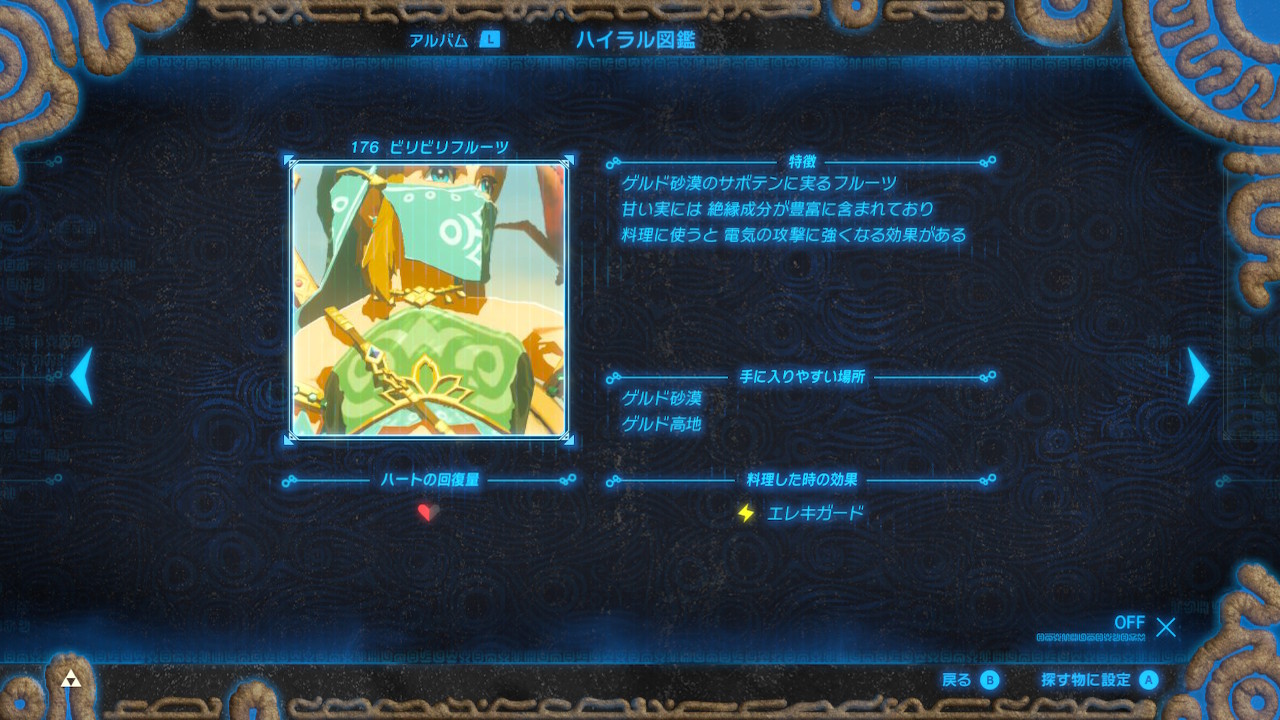 アルバム L
ハイラル図鑑
176 ビリビリフルーツ
特徴
ゲルド砂漠のサボテンに実るフルーツ
甘い実には 絶縁成分が豊富に含まれており
料理に使うと 電気の攻撃に強くなる効果がある
手に入りやすい場所
ゲルド砂漠
ゲルド高地
ハートの回復量
料理した時の効果
エレキガード
OFF
戻る B
探す物に設定 A